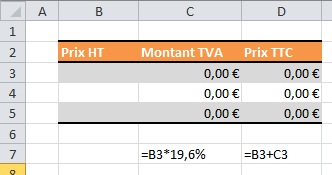 A B C D E
1
2 Prix HT Montant TVA Prix TTC
3 0,00 € 0,00 €
4 0,00 € 0,00 €
5 0,00 € 0,00 €
6
7 =B3*19,6% =B3+C3
8